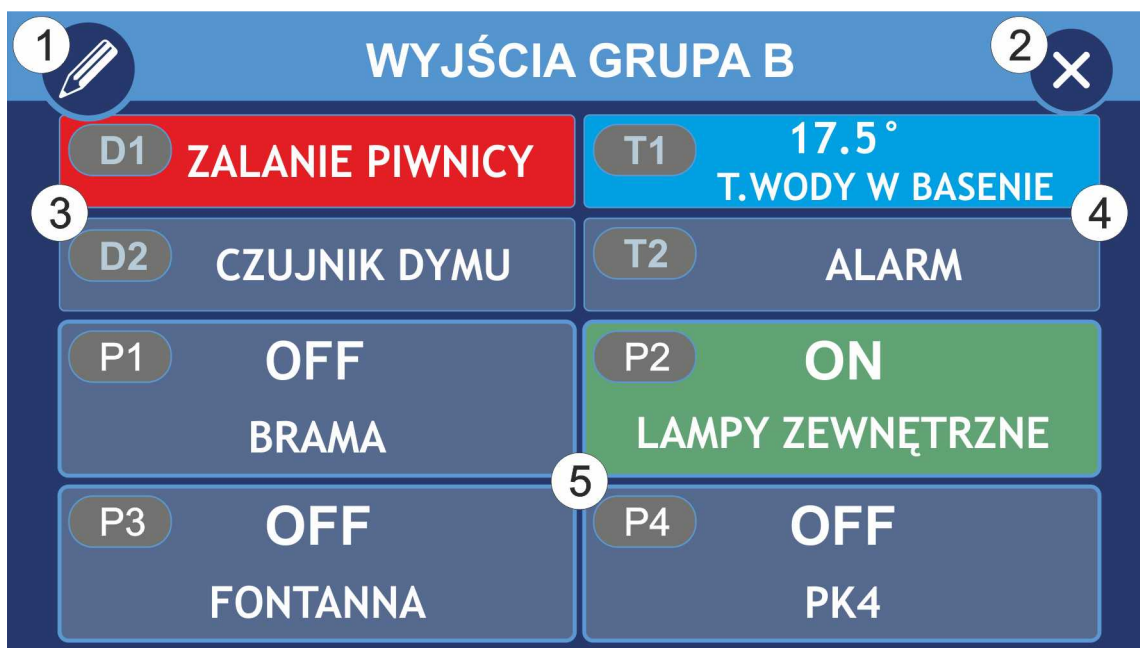 1
WYJŚCIA GRUPA B
2
D1 ZALANIE PIWNICY
T1 17.5°
T.WODY W BASENIE
3
4
D2 CZUJNIK DYMU
T2 ALARM
P1 OFF
BRAMA
P2 ON
LAMPY ZEWNĘTRZNE
5
P3 OFF
FONTANNA
P4 OFF
PK4